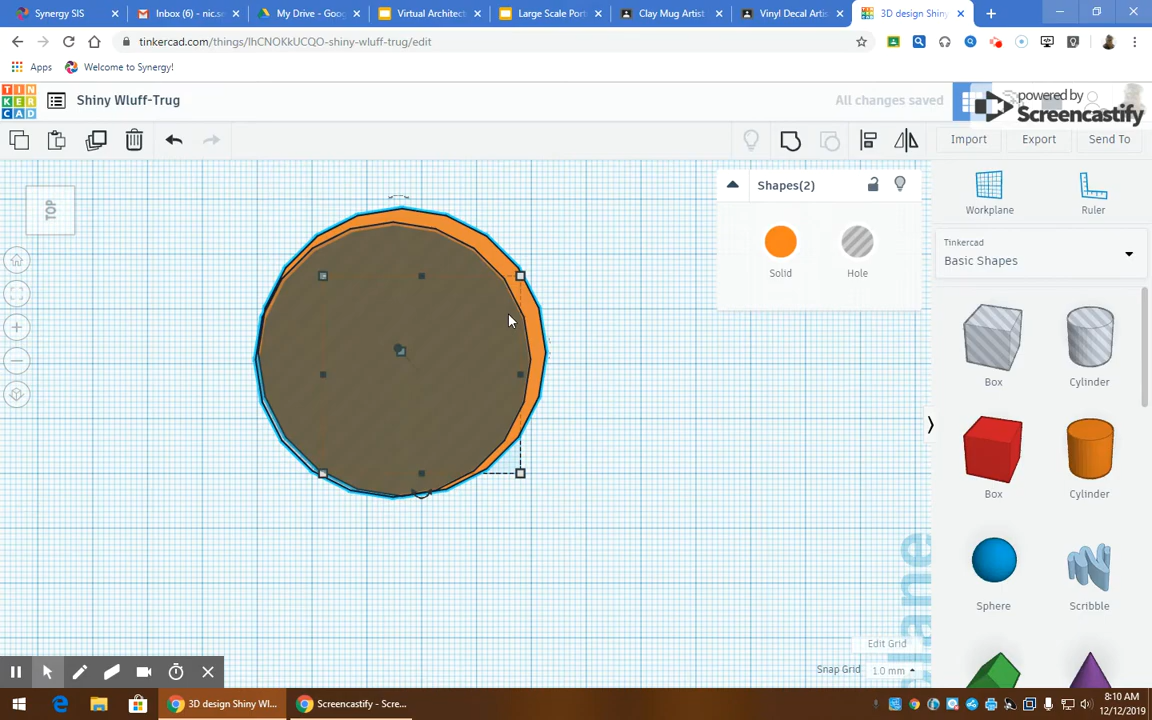 Synergy SIS
Inbox (6) - nic.se
My Drive - Goog
Virtual Architect
Large Scale Port
Clay Mug Artist
Vinyl Decal Artis
3D design Shiny
tinkercad.com/things/lhCNOKkUCQO-shiny-wluff-trug/edit
Apps
Welcome to Synergy!
TIN
KER
CAD
Shiny Wluff-Trug
All changes saved
powered by
Screencastify
Import
Export
Send To
TOP
Shapes(2)
Solid
Hole
Workplane
Ruler
Tinkercad
Basic Shapes
Box
Cylinder
Box
Cylinder
Sphere
Scribble
Edit Grid
Snap Grid
1.0 mm
3D design Shiny Wl...
Screencastify - Scre...
8:10 AM
12/12/2019